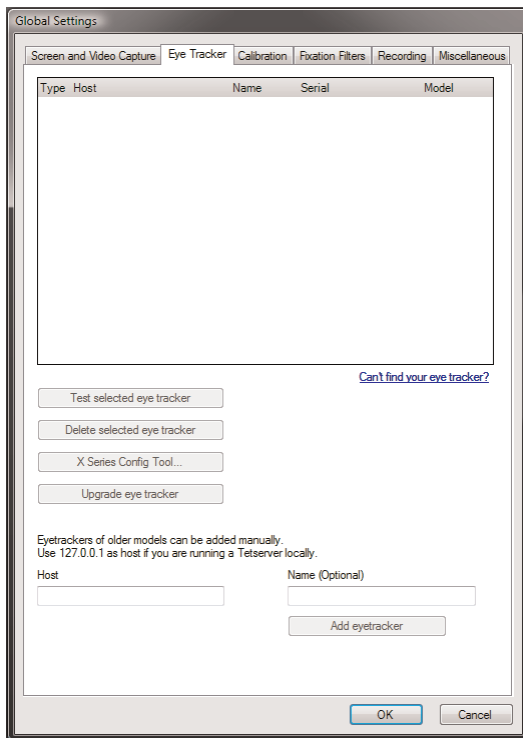 Global Settings
Screen and Video Capture Eye Tracker Calibration Fixation Filters Recording Miscellaneous
Type Host Name Serial Model
Can't find your eye tracker?
Test selected eye tracker
Delete selected eye tracker
X Series Config Tool...
Upgrade eye tracker
Eyetrackers of older models can be added manually.
Use 127.0.0.1 as host if you are running a Tetserver locally.
Host Name (Optional)
Add eyetracker
OK Cancel